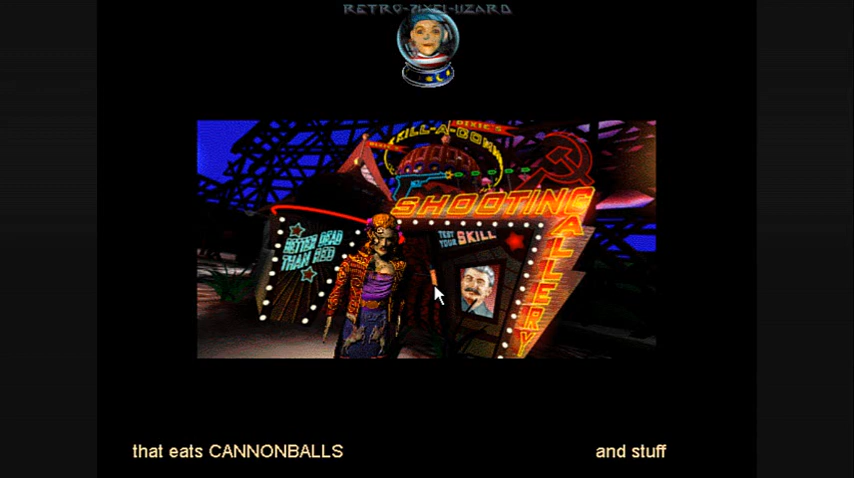 RETRO-PIXEL-LIZARD
DIXIE'S
KILL-A-COMMIE
SHOOTING
GALLERY
BETTER DEAD
THAN RED
TEST
YOUR SKILL
that eats CANNONBALLS
and stuff